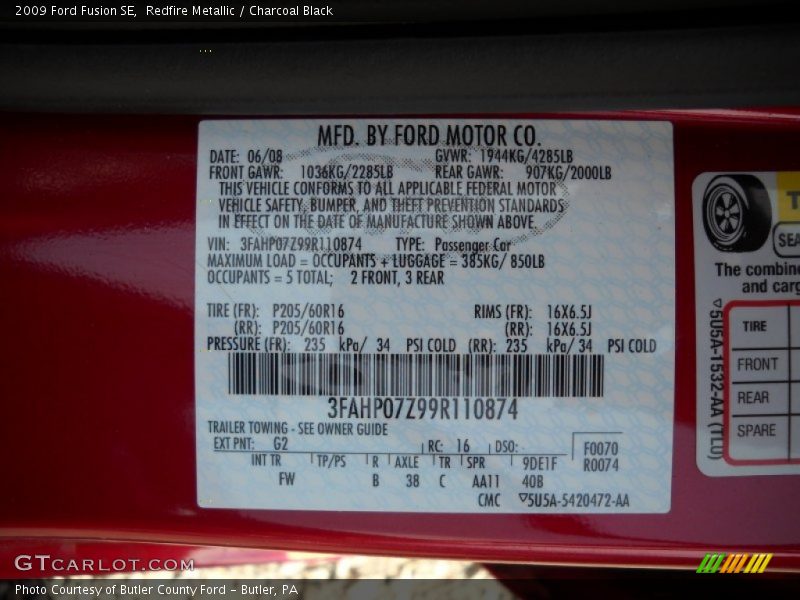 2009 Ford Fusion SE, Redfire Metallic / Charcoal Black
MFD. BY FORD MOTOR CO.
DATE: 06/08 GVWR: 1944KG/4285LB
FRONT GAWR: 1036KG/2285LB REAR GAWR: 907KG/2000LB
THIS VEHICLE CONFORMS TO ALL APPLICABLE FEDERAL MOTOR
VEHICLE SAFETY, BUMPER, AND THEFT PREVENTION STANDARDS
IN EFFECT ON THE DATE OF MANUFACTURE SHOWN ABOVE.
VIN: 3FAHP07Z99R110874 TYPE: Passenger Car
MAXIMUM LOAD = OCCUPANTS + LUGGAGE = 385KG/ 850LB
OCCUPANTS = 5 TOTAL; 2 FRONT, 3 REAR
TIRE (FR): P205/60R16 RIMS (FR): 16X6.5J
(RR): P205/60R16 (RR): 16X6.5J
PRESSURE (FR): 235 kPa/ 34 PSI COLD (RR): 235 kPa/ 34 PSI COLD
3FAHP07Z99R110874
TRAILER TOWING - SEE OWNER GUIDE
EXT PNT: G2 RC: 16 DSO: F0070
INT TR TP/PS R AXLE TR SPR 9DE1F R0074
FW B 38 C AA11 40B
CMC 5U5A-5420472-AA
T
SEA
The combine
and carg
5U5A-1532-AA (TL0)
TIRE
FRONT
REAR
SPARE
GTCARLOT.COM
Photo Courtesy of Butler County Ford - Butler, PA